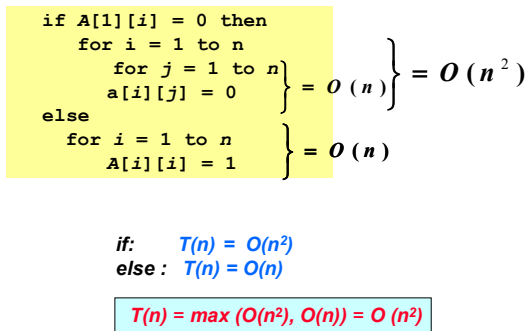 if A[1][i] = 0 then
for i = 1 to n
for j = 1 to n
a[i][j] = 0
} = O ( n )
} = O ( n ² )
else
for i = 1 to n
A[i][i] = 1
} = O ( n )
if: T(n) = O(n²)
else : T(n) = O(n)
T(n) = max (O(n²), O(n)) = O (n²)